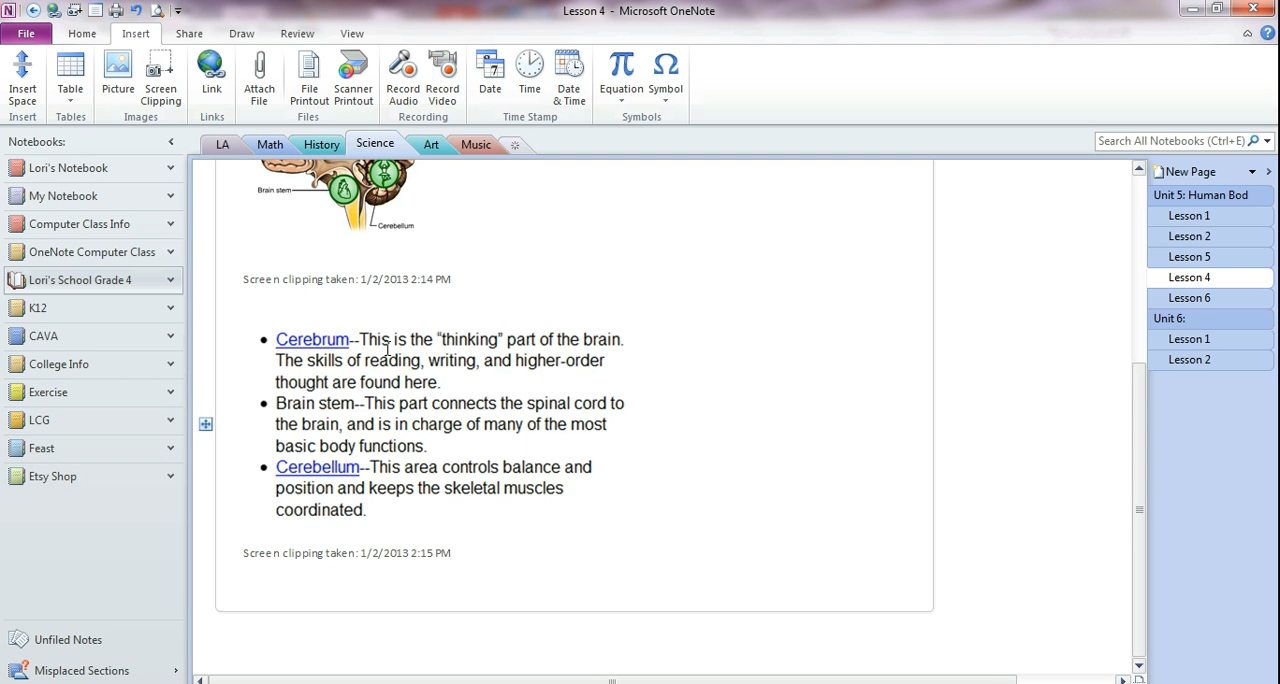 Lesson 4 - Microsoft OneNote
File Home Insert Share Draw Review View
Insert Space Table Picture Screen Clipping Link Attach File File Printout Scanner Printout Record Audio Record Video Date Time Date & Time Equation Symbol
Insert Tables Images Links Files Recording Time Stamp Symbols
Notebooks:
LA Math History Science Art Music
Search All Notebooks (Ctrl+E)
Lori's Notebook
My Notebook
Computer Class Info
OneNote Computer Class
Lori's School Grade 4
K12
CAVA
College Info
Exercise
LCG
Feast
Etsy Shop
Unfiled Notes
Misplaced Sections
Brain stem
Cerebellum
Screen clipping taken: 1/2/2013 2:14 PM
• Cerebrum--This is the “thinking” part of the brain.
The skills of reading, writing, and higher-order
thought are found here.
• Brain stem--This part connects the spinal cord to
the brain, and is in charge of many of the most
basic body functions.
• Cerebellum--This area controls balance and
position and keeps the skeletal muscles
coordinated.
Screen clipping taken: 1/2/2013 2:15 PM
New Page
Unit 5: Human Bod
Lesson 1
Lesson 2
Lesson 5
Lesson 4
Lesson 6
Unit 6:
Lesson 1
Lesson 2